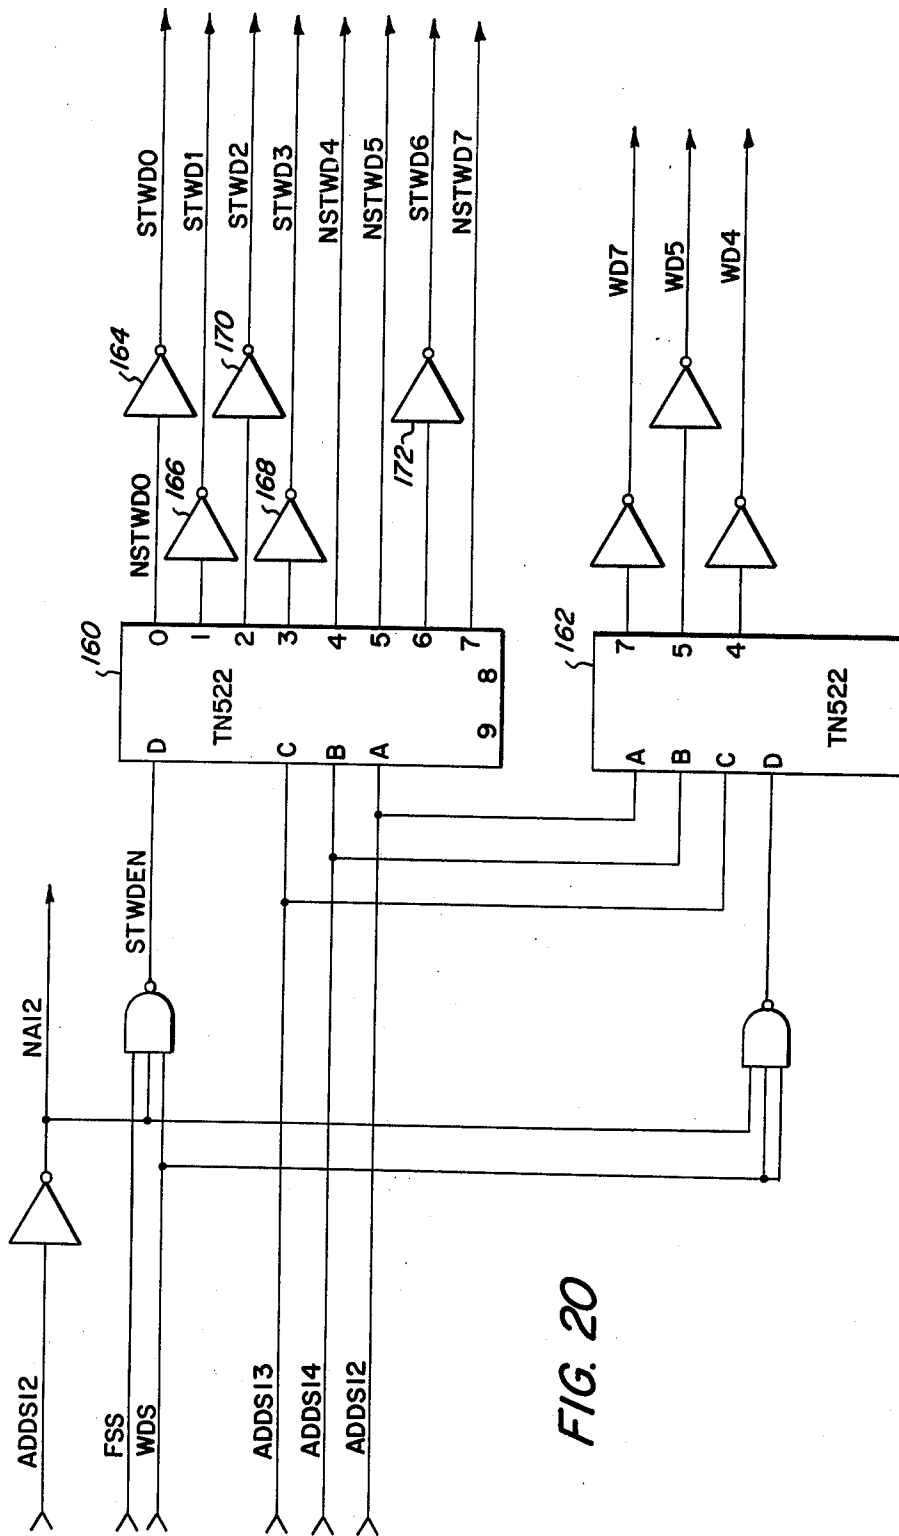 ADDS12
NA12
FSS
WDS
STWDEN
ADDS13
ADDS14
ADDS12
160
D
C
B
A
TN522
0
1
2
3
4
5
6
7
8
9
NSTWD0
164
166
170
168
172
STWD0
STWD1
STWD2
STWD3
NSTWD4
NSTWD5
STWD6
NSTWD7
162
A
B
C
D
TN522
7
5
4
WD7
WD5
WD4
FIG. 20